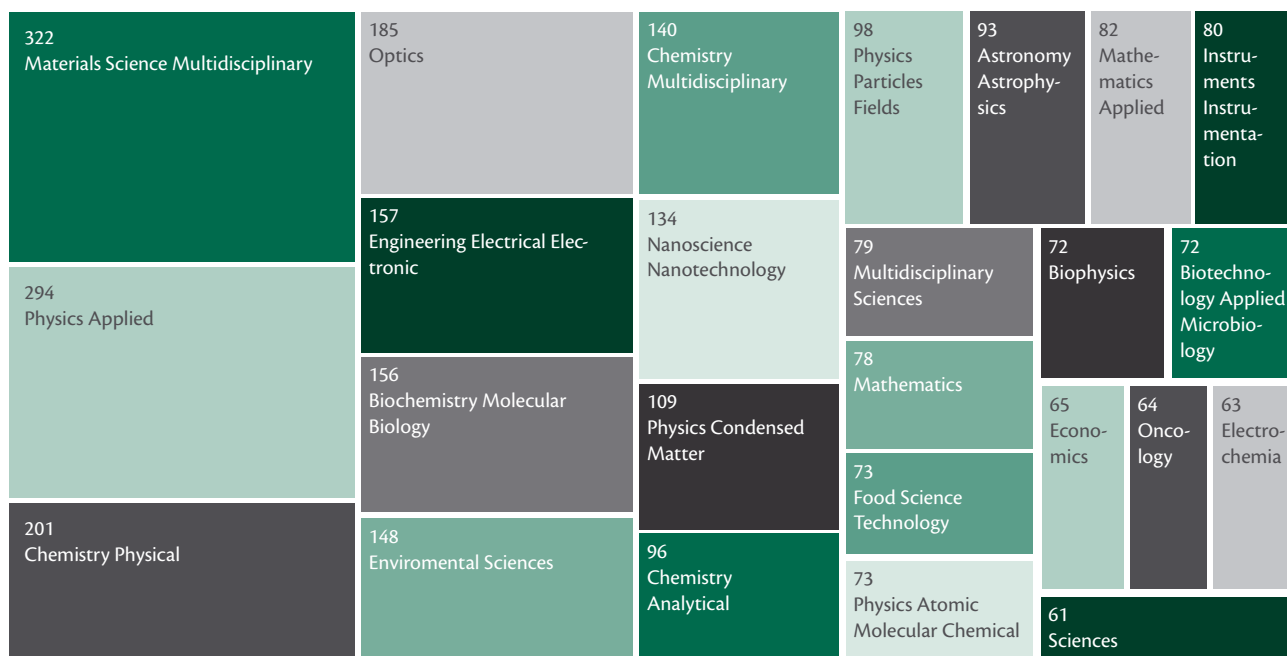 322
Materials Science Multidisciplinary
294
Physics Applied
201
Chemistry Physical
185
Optics
157
Engineering Electrical Elec-
tronic
156
Biochemistry Molecular
Biology
148
Enviromental Sciences
140
Chemistry
Multidisciplinary
134
Nanoscience
Nanotechnology
109
Physics Condensed
Matter
96
Chemistry
Analytical
98
Physics
Particles
Fields
93
Astronomy
Astrophy-
sics
82
Mathe-
matics
Applied
80
Instru-
ments
Instru-
menta-
tion
79
Multidisciplinary
Sciences
78
Mathematics
73
Food Science
Technology
73
Physics Atomic
Molecular Chemical
72
Biophysics
72
Biotechno-
logy Applied
Microbio-
logy
65
Econo-
mics
64
Onco-
logy
63
Electro-
chemia
61
Sciences